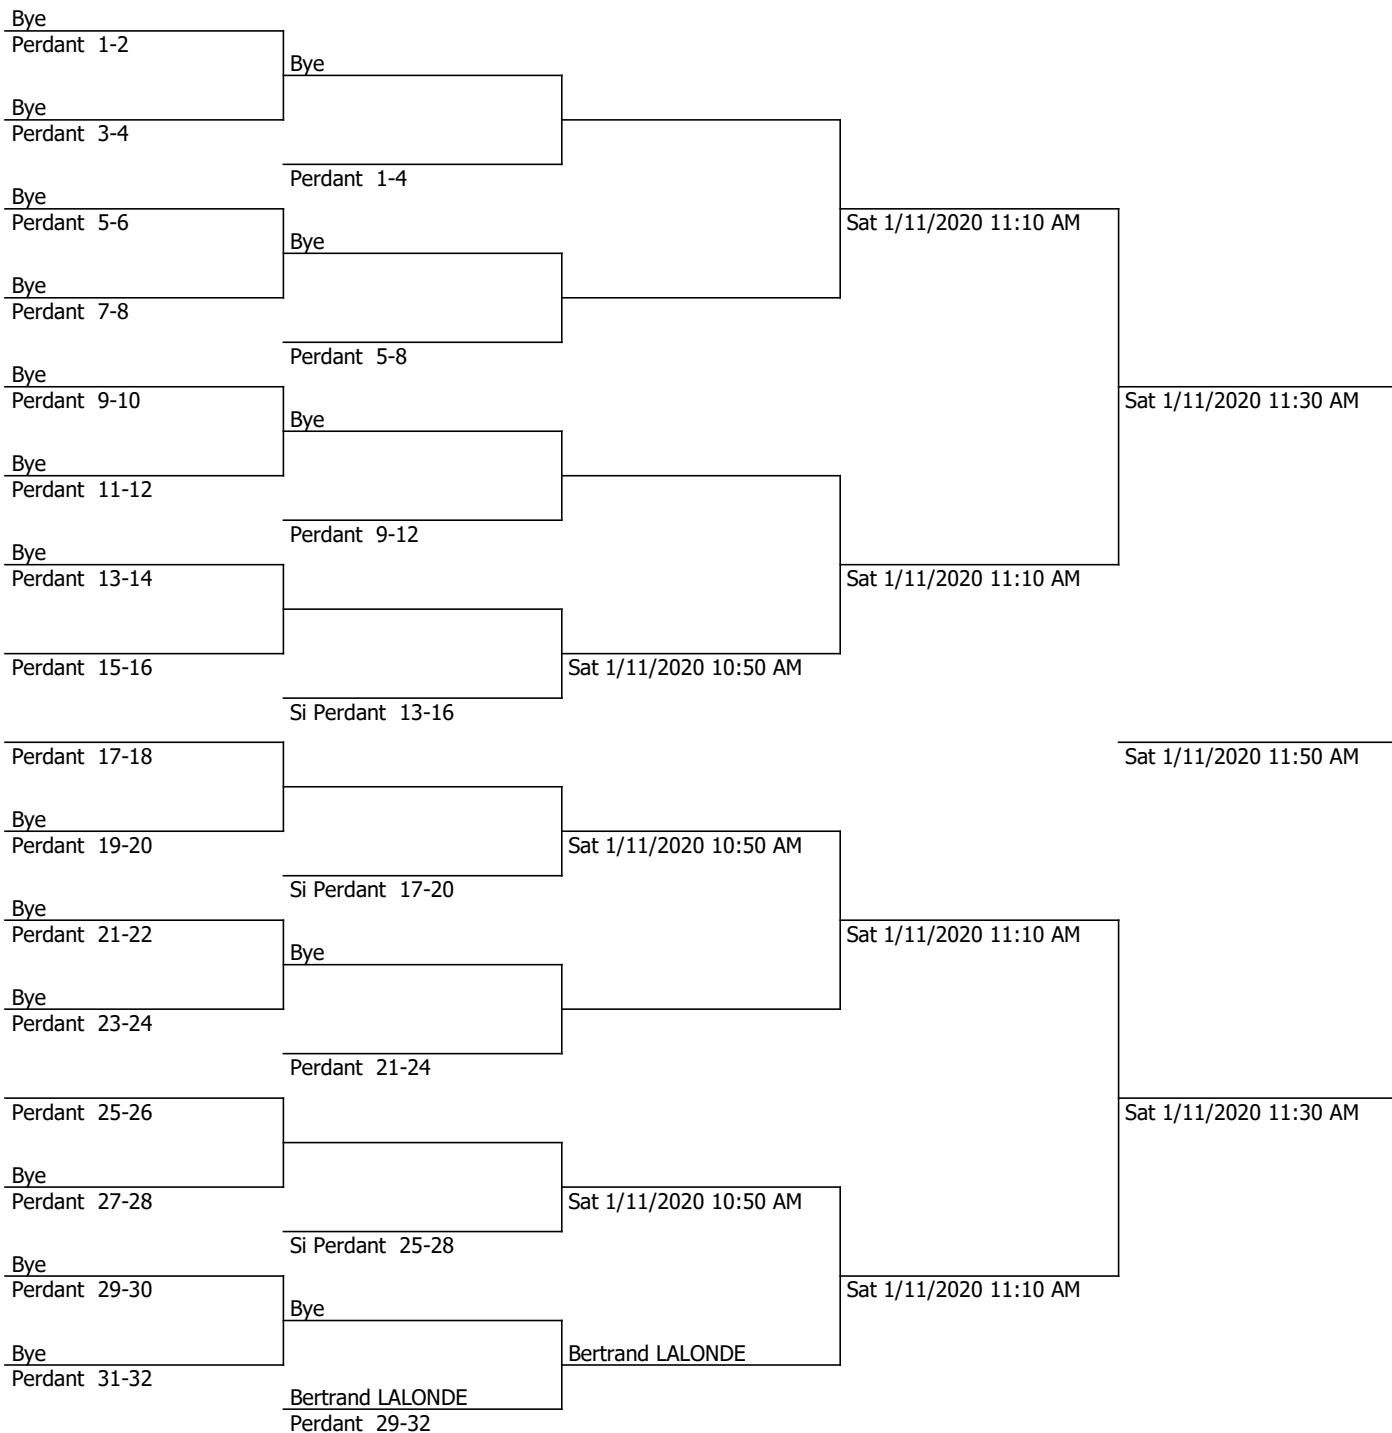 Bye
Perdant 1-2
Bye
Bye
Perdant 3-4
Perdant 1-4
Bye
Perdant 5-6
Sat 1/11/2020 11:10 AM
Bye
Bye
Perdant 7-8
Perdant 5-8
Bye
Perdant 9-10
Sat 1/11/2020 11:30 AM
Bye
Bye
Perdant 11-12
Perdant 9-12
Bye
Perdant 13-14
Sat 1/11/2020 11:10 AM
Perdant 15-16
Sat 1/11/2020 10:50 AM
Si Perdant 13-16
Perdant 17-18
Sat 1/11/2020 11:50 AM
Bye
Perdant 19-20
Sat 1/11/2020 10:50 AM
Si Perdant 17-20
Bye
Perdant 21-22
Sat 1/11/2020 11:10 AM
Bye
Bye
Perdant 23-24
Perdant 21-24
Perdant 25-26
Sat 1/11/2020 11:30 AM
Bye
Perdant 27-28
Sat 1/11/2020 10:50 AM
Si Perdant 25-28
Bye
Perdant 29-30
Sat 1/11/2020 11:10 AM
Bye
Bye
Bertrand LALONDE
Perdant 31-32
Bertrand LALONDE
Perdant 29-32